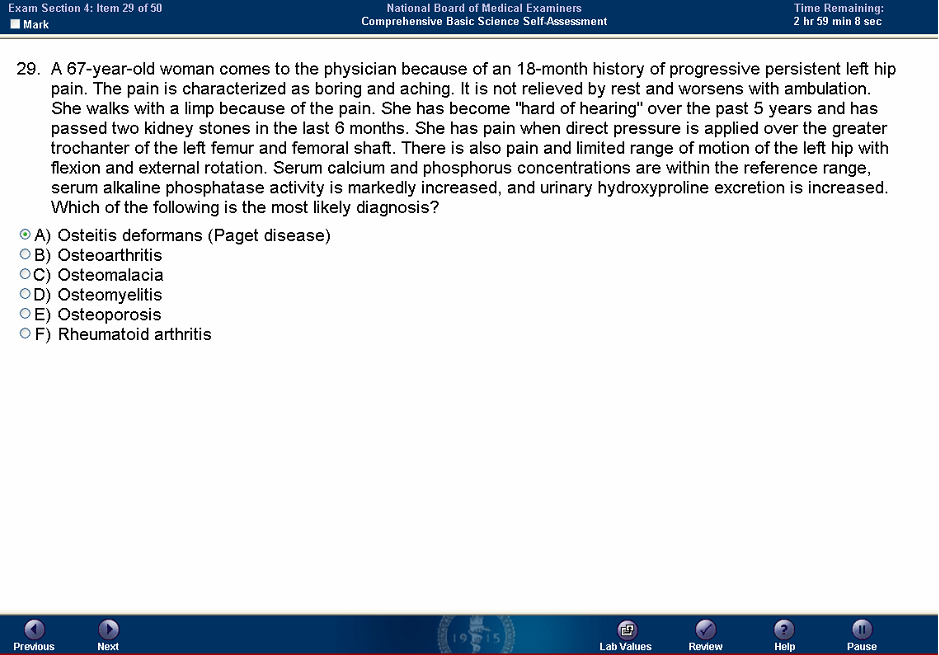 Exam Section 4: Item 29 of 50
National Board of Medical Examiners
Time Remaining:
Mark
Comprehensive Basic Science Self-Assessment
2 hr 59 min 8 sec
29. A 67-year-old woman comes to the physician because of an 18-month history of progressive persistent left hip
pain. The pain is characterized as boring and aching. It is not relieved by rest and worsens with ambulation.
She walks with a limp because of the pain. She has become "hard of hearing" over the past 5 years and has
passed two kidney stones in the last 6 months. She has pain when direct pressure is applied over the greater
trochanter of the left femur and femoral shaft. There is also pain and limited range of motion of the left hip with
flexion and external rotation. Serum calcium and phosphorus concentrations are within the reference range,
serum alkaline phosphatase activity is markedly increased, and urinary hydroxyproline excretion is increased.
Which of the following is the most likely diagnosis?
A) Osteitis deformans (Paget disease)
B) Osteoarthritis
C) Osteomalacia
D) Osteomyelitis
E) Osteoporosis
F) Rheumatoid arthritis
1915
Previous
Next
Lab Values
Review
Help
Pause